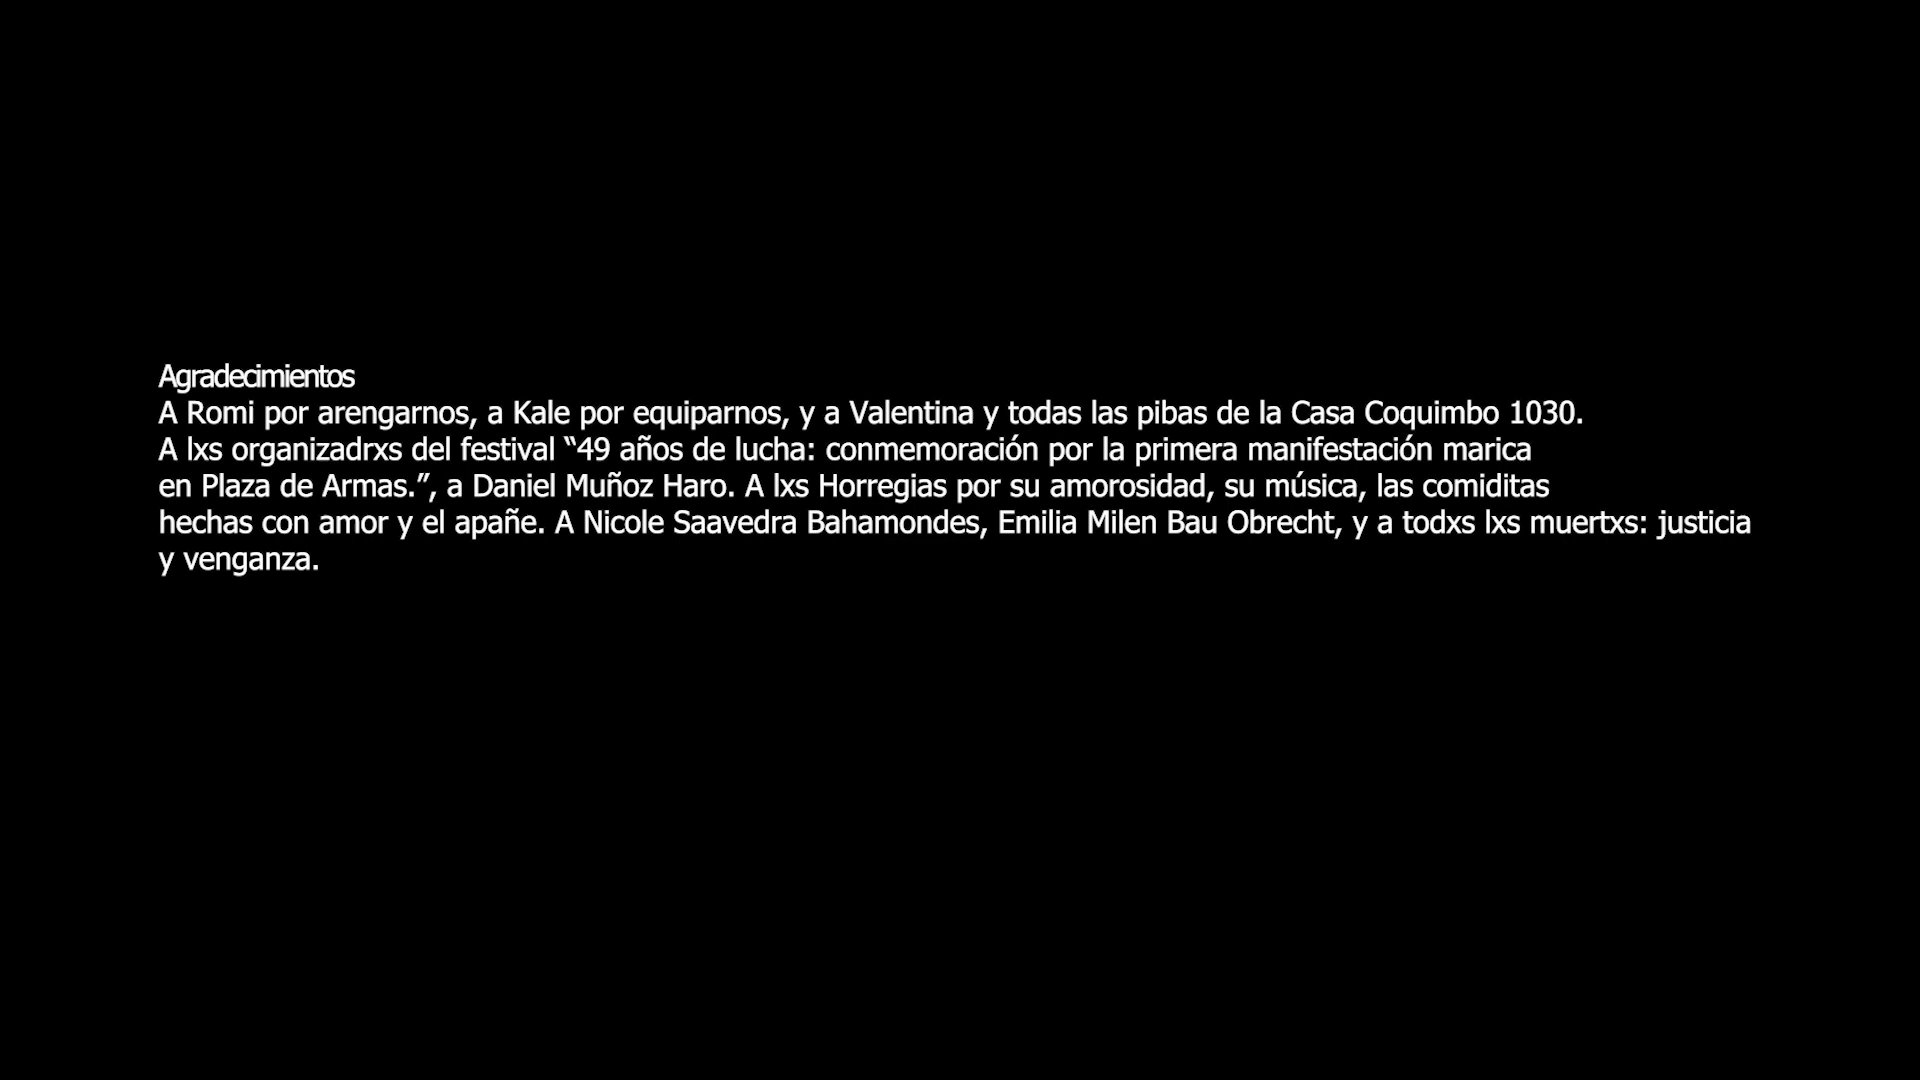 Agradecimientos
A Romi por arengarnos, a Kale por equiparnos, y a Valentina y todas las pibas de la Casa Coquimbo 1030.
A lxs organizadrxs del festival “49 años de lucha: conmemoración por la primera manifestación marica
en Plaza de Armas.”, a Daniel Muñoz Haro. A lxs Horregias por su amorosidad, su música, las comiditas
hechas con amor y el apañe. A Nicole Saavedra Bahamondes, Emilia Milen Bau Obrecht, y a todxs lxs muertxs: justicia
y venganza.